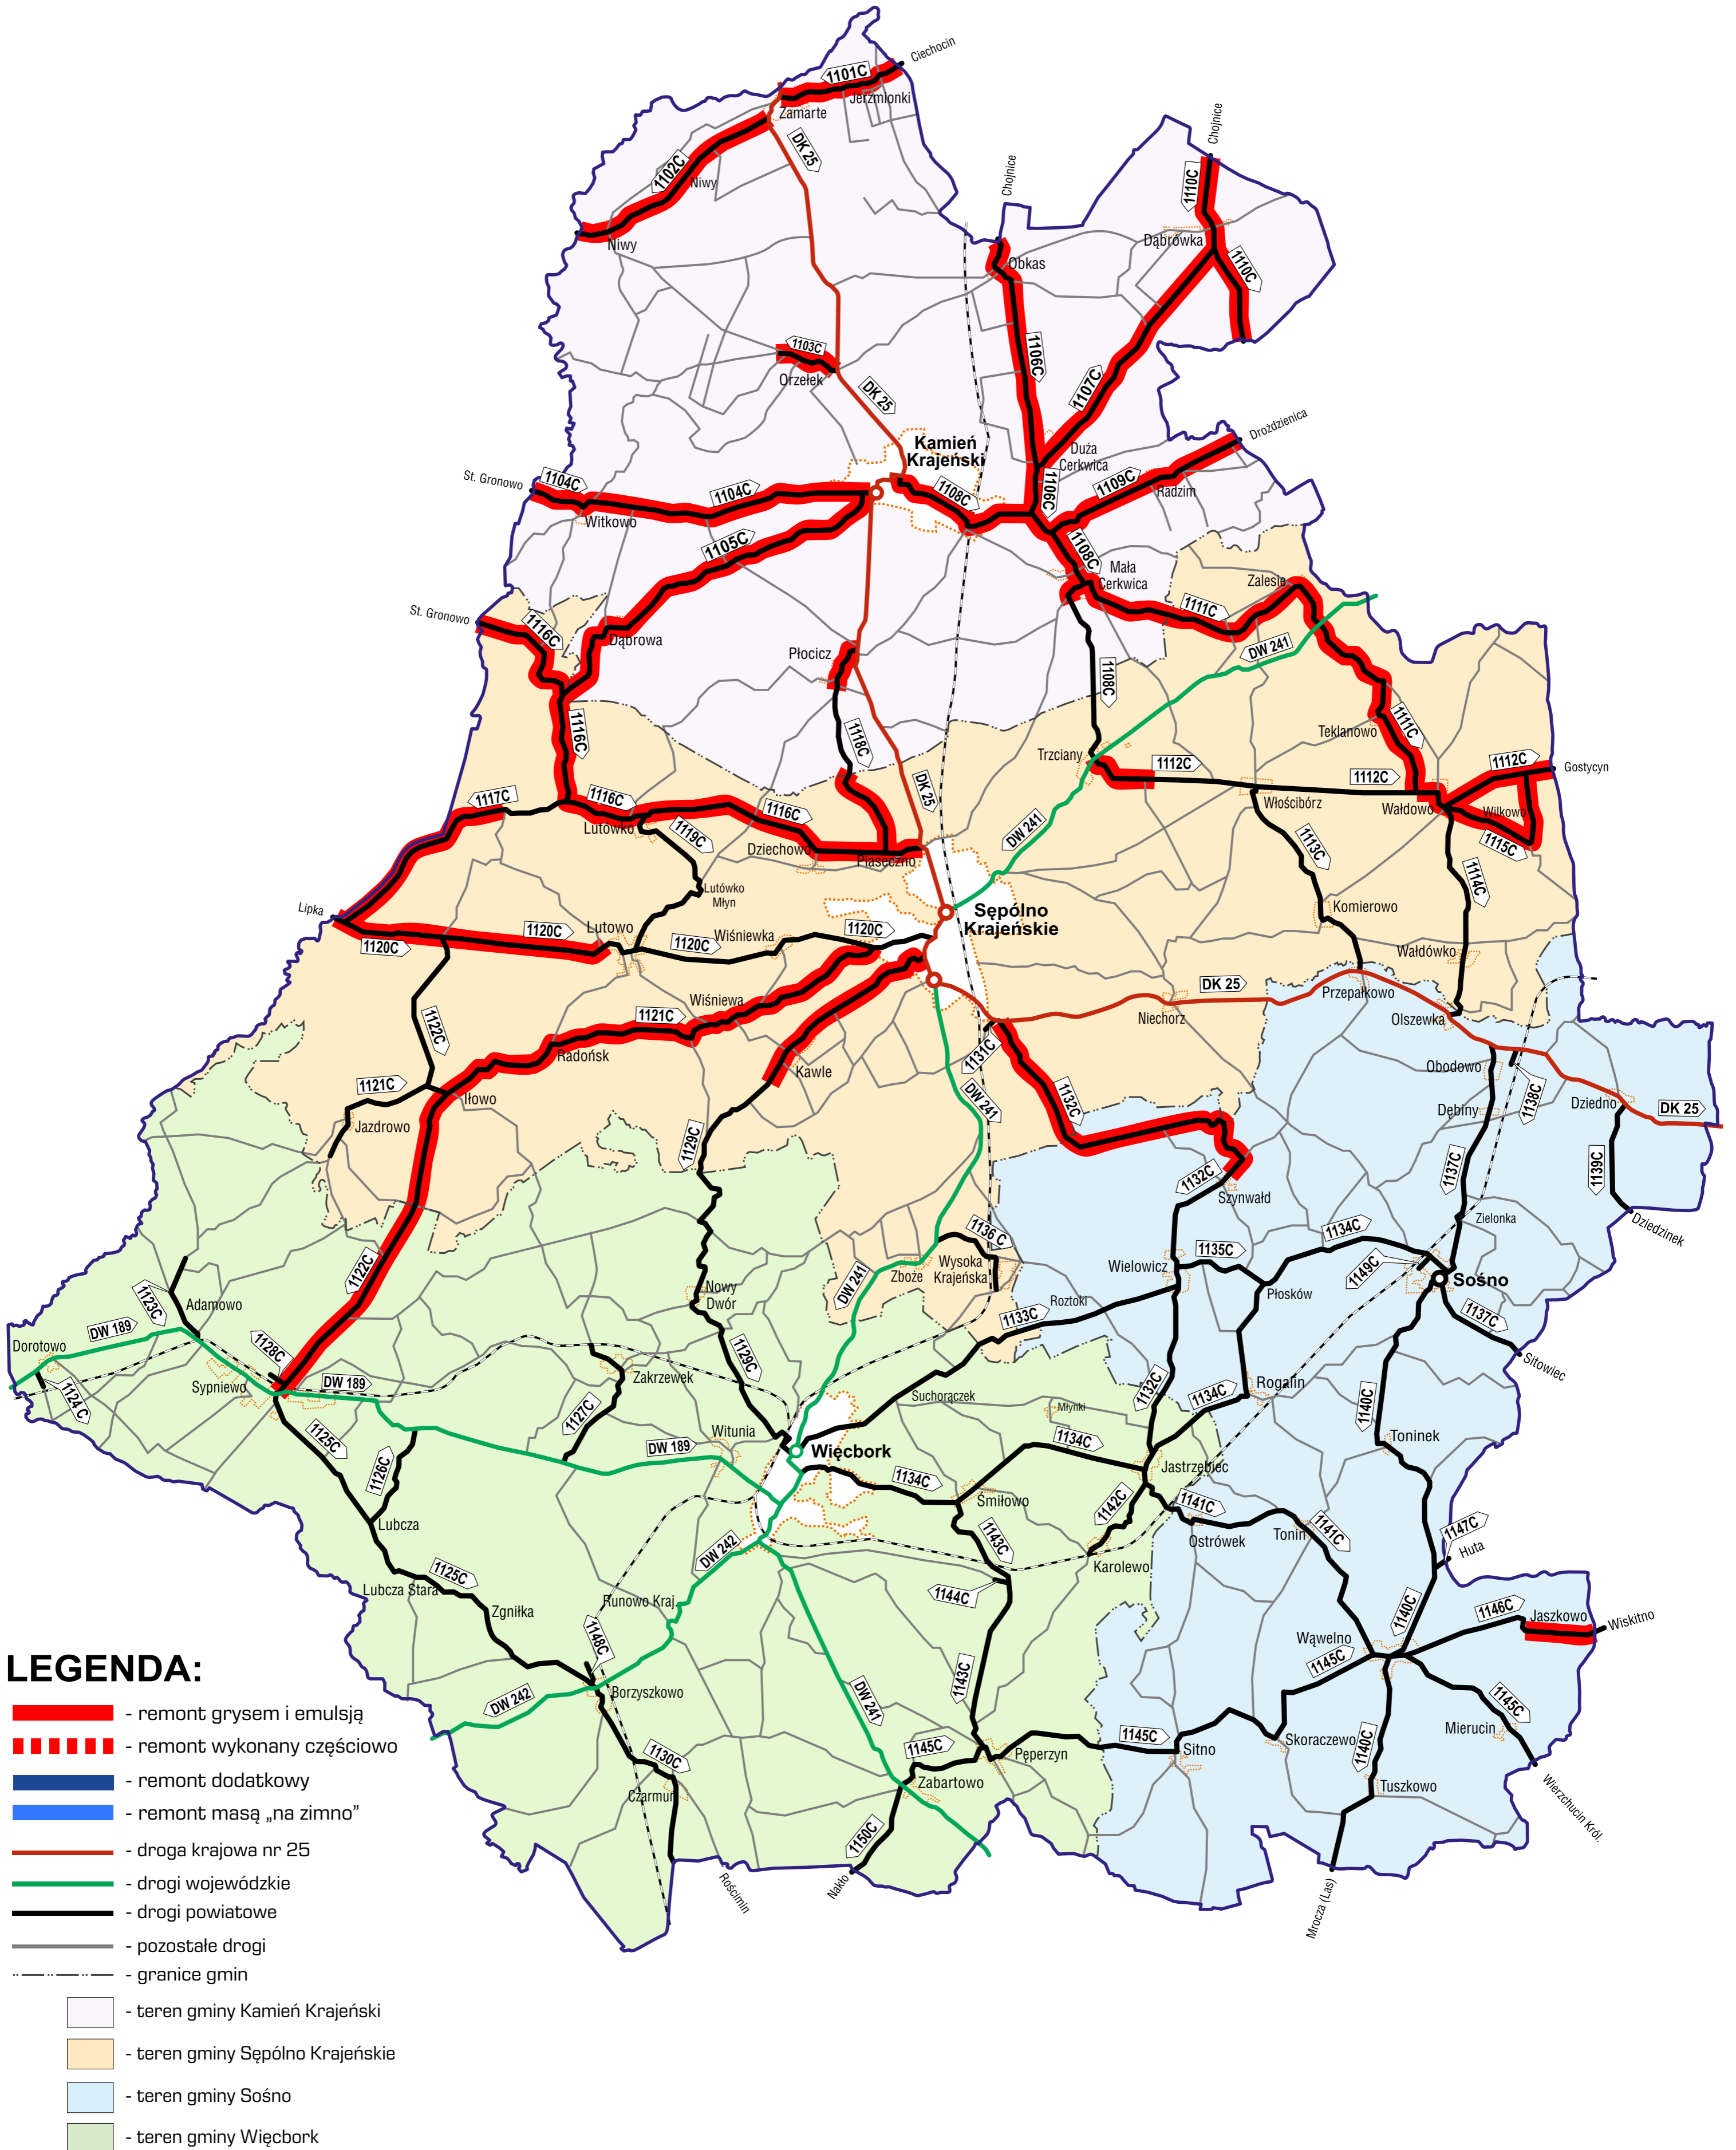 Ciechocin
1101C
Jerzmionki
Zamarte
DK 25
1102C
Niwy
Niwy
Chojnice
Chojnice
1110C
Dąbrówka
1110C
Obkas
1103C
Orzełek
DK 25
1106C
1107C
Kamień
Krajeński
Duża
Cerkwica
Drożdzienica
St. Gronowo
1104C
1104C
Witkowo
1108C
1106C
1109C
Radzim
1105C
1108C
Mała
Cerkwica
Zalesie
1111C
St. Gronowo
1116C
Dąbrowa
Płocicz
DW 241
1108C
1116C
1118C
Teklanowo
1111C
Trzciany
1112C
1112C
1112C
Gostycyn
DK 25
1117C
1116C
1116C
Lutówko
1119C
Dziechowo
Piaseczno
DW 241
Włościbórz
Wałdowo
Wilkowo
1115C
1113C
1114C
Lutówko
Młyn
Lipka
Sępólno
Krajeńskie
Komierowo
1120C
1120C
Lutowo
1120C
Wiśniewka
1120C
Wałdówko
Wiśniewa
DK 25
Przepałkowo
Niechorz
Olszewka
1121C
1122C
Radońsk
1131C
Kawle
Obodowo
1138C
1121C
Iłowo
Jazdrowo
DW 241
1132C
Dębiny
Dziedno
DK 25
1129C
1137C
1139C
1132C
Szynwałd
Zielonka
Dziedzinek
1136 C
1134C
Wysoka
Krajeńska
Zboże
Wielowicz
1135C
1149C
Sośno
1122C
DW 241
Płosków
1123C
Adamowo
Nowy
Dwór
Roztoki
1133C
1137C
DW 189
Dorotowo
1128C
1129C
Sitowiec
Sypniewo
DW 189
Zakrzewek
1124 C
Suchorączek
Młynki
1132C
1134C
Rogalin
1140C
1127C
1125C
Witunia
DW 189
Więcbork
1134C
Toninek
1126C
1134C
Jastrzębiec
Śmiłowo
1142C
1141C
Lubcza
Ostrówek
Tonin
1141C
1147C
Huta
1143C
DW 242
Karolewo
1125C
Lubcza Stara
Zgniłka
Runowo Kraj.
1144C
1140C
1146C
Jaszkowo
Wiskitno
1148C
Wąwelno
1145C
1143C
Borzyszkowo
DW 242
DW 241
1145C
Mierucin
1130C
1145C
Pęperzyn
1145C
Sitno
Skoraczewo
1140C
Czarmuń
Zabartowo
Tuszkowo
1150C
Wierzchucin Król.
Rościmin
Nakło
Mrocza (Las)
LEGENDA:
- remont grysem i emulsją
- remont wykonany częściowo
- remont dodatkowy
- remont masą „na zimno”
- droga krajowa nr 25
- drogi wojewódzkie
- drogi powiatowe
- pozostałe drogi
- granice gmin
- teren gminy Kamień Krajeński
- teren gminy Sępólno Krajeńskie
- teren gminy Sośno
- teren gminy Więcbork